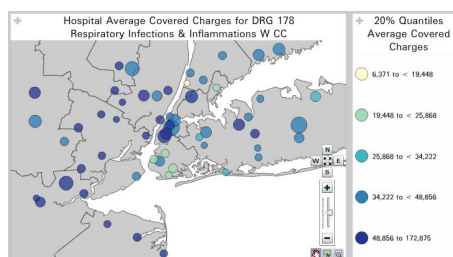 Hospital Average Covered Charges for DRG 178
Respiratory Infections & Inflammations W CC
20% Quantiles
Average Covered
Charges
6,371 to < 19,448
19,448 to < 25,868
25,868 to < 34,222
34,222 to < 48,856
48,856 to 172,875
N
W
E
S